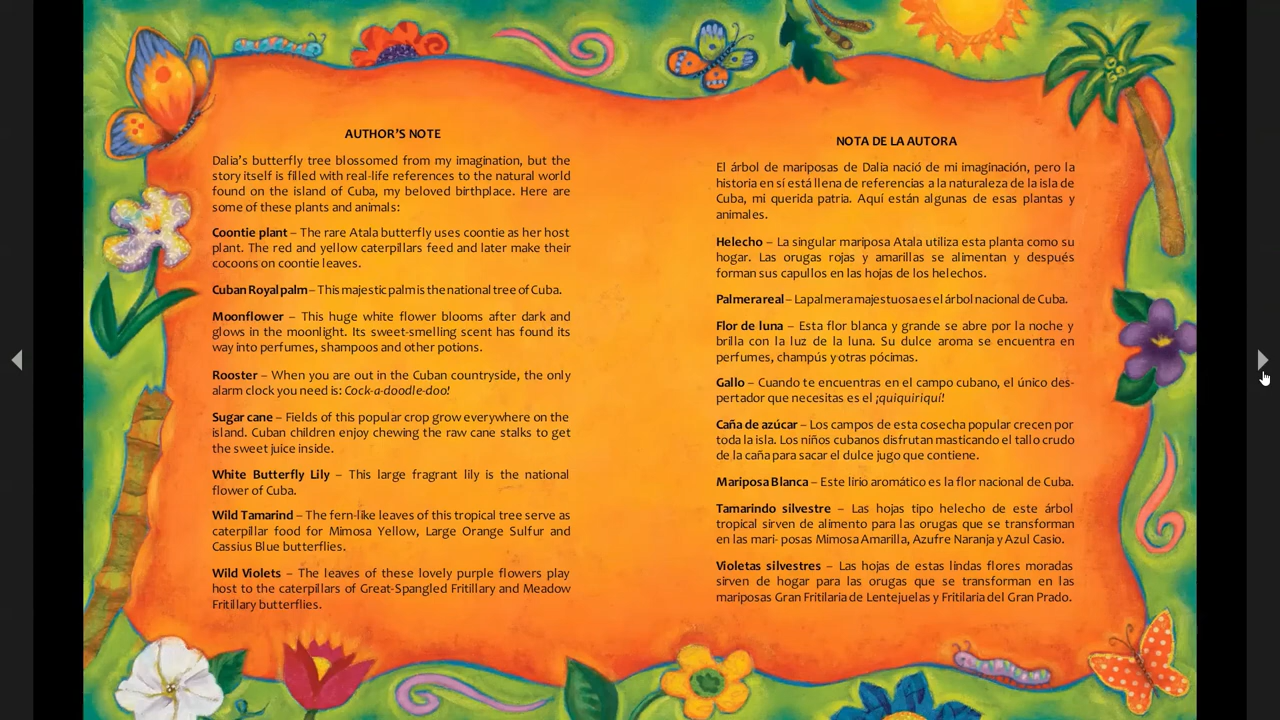 AUTHOR'S NOTE
Dalia's butterfly tree blossomed from my imagination, but the
story itself is filled with real-life references to the natural world
found on the island of Cuba, my beloved birthplace. Here are
some of these plants and animals:
Coontie plant – The rare Atala butterfly uses coontie as her host
plant. The red and yellow caterpillars feed and later make their
cocoons on coontie leaves.
Cuban Royal palm – This majestic palm is the national tree of Cuba.
Moonflower – This huge white flower blooms after dark and
glows in the moonlight. Its sweet-smelling scent has found its
way into perfumes, shampoos and other potions.
Rooster – When you are out in the Cuban countryside, the only
alarm clock you need is: Cock-a-doodle-doo!
Sugar cane – Fields of this popular crop grow everywhere on the
island. Cuban children enjoy chewing the raw cane stalks to get
the sweet juice inside.
White Butterfly Lily – This large fragrant lily is the national
flower of Cuba.
Wild Tamarind – The fern-like leaves of this tropical tree serve as
caterpillar food for Mimosa Yellow, Large Orange Sulfur and
Cassius Blue butterflies.
Wild Violets – The leaves of these lovely purple flowers play
host to the caterpillars of Great-Spangled Fritillary and Meadow
Fritillary butterflies.
NOTA DE LA AUTORA
El árbol de mariposas de Dalia nació de mi imaginación, pero la
historia en sí está llena de referencias a la naturaleza de la isla de
Cuba, mi querida patria. Aquí están algunas de esas plantas y
animales.
Helecho – La singular mariposa Atala utiliza esta planta como su
hogar. Las orugas rojas y amarillas se alimentan y después
forman sus capullos en las hojas de los helechos.
Palmera real – La palmera majestuosa es el árbol nacional de Cuba.
Flor de luna – Esta flor blanca y grande se abre por la noche y
brilla con la luz de la luna. Su dulce aroma se encuentra en
perfumes, champús y otras pócimas.
Gallo – Cuando te encuentras en el campo cubano, el único des-
pertador que necesitas es el ¡quiquiriquí!
Caña de azúcar – Los campos de esta cosecha popular crecen por
toda la isla. Los niños cubanos disfrutan masticando el tallo crudo
de la caña para sacar el dulce jugo que contiene.
Mariposa Blanca – Este lirio aromático es la flor nacional de Cuba.
Tamarindo silvestre – Las hojas tipo helecho de este árbol
tropical sirven de alimento para las orugas que se transforman
en las mari- posas Mimosa Amarilla, Azufre Naranja y Azul Casio.
Violetas silvestres – Las hojas de estas lindas flores moradas
sirven de hogar para las orugas que se transforman en las
mariposas Gran Fritilaria de Lentejuelas y Fritilaria del Gran Prado.